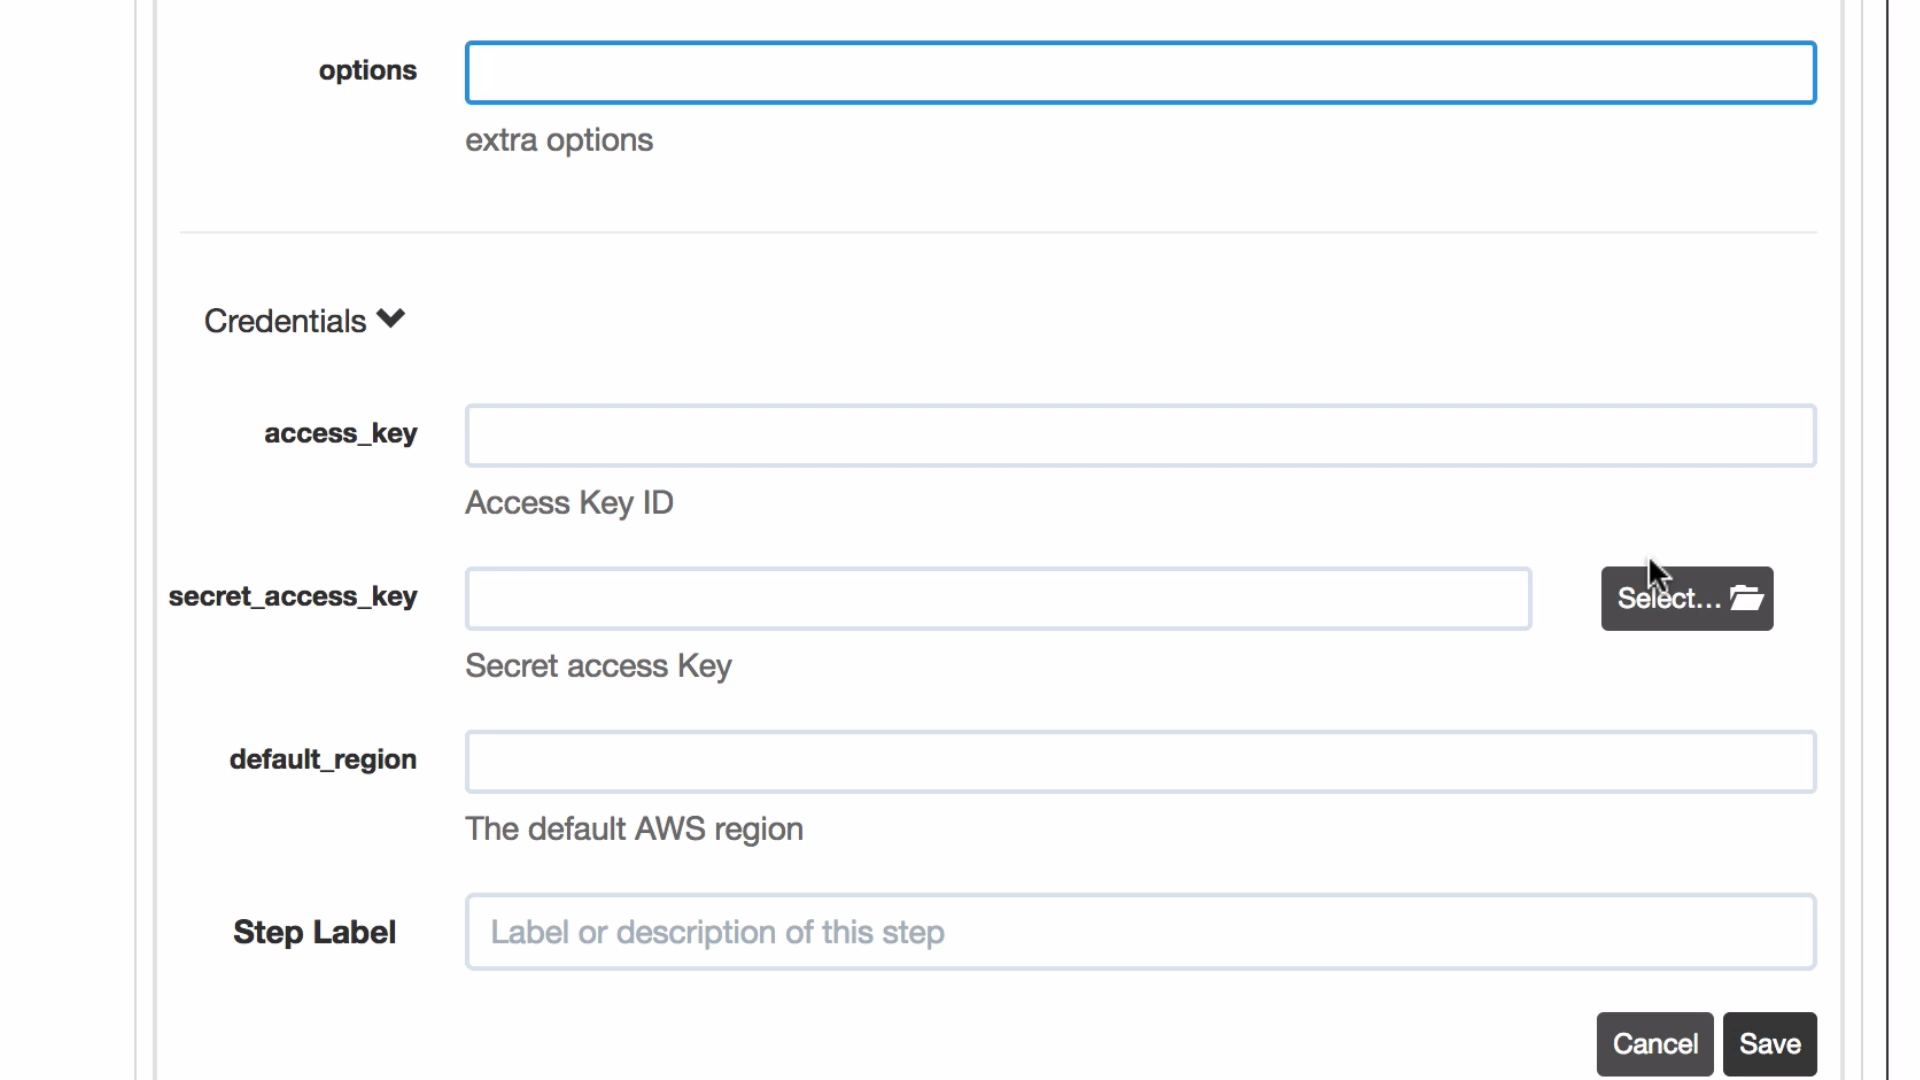 options
extra options
Credentials
access_key
Access Key ID
secret_access_key
Select...
Secret access Key
default_region
The default AWS region
Step Label
Label or description of this step
Cancel
Save